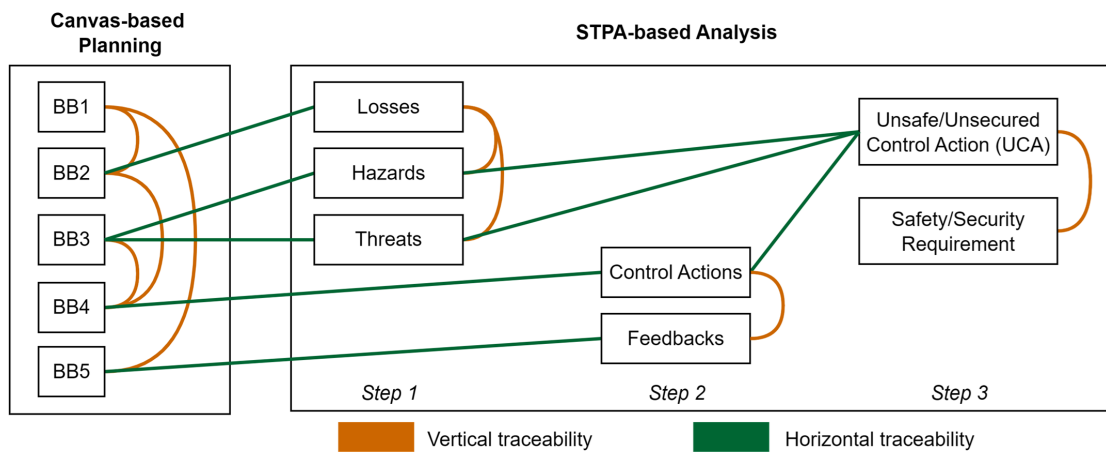 Canvas-based
Planning
STPA-based Analysis
BB1
BB2
BB3
BB4
BB5
Losses
Hazards
Threats
Control Actions
Feedbacks
Unsafe/Unsecured
Control Action (UCA)
Safety/Security
Requirement
Step 1
Step 2
Step 3
Vertical traceability
Horizontal traceability